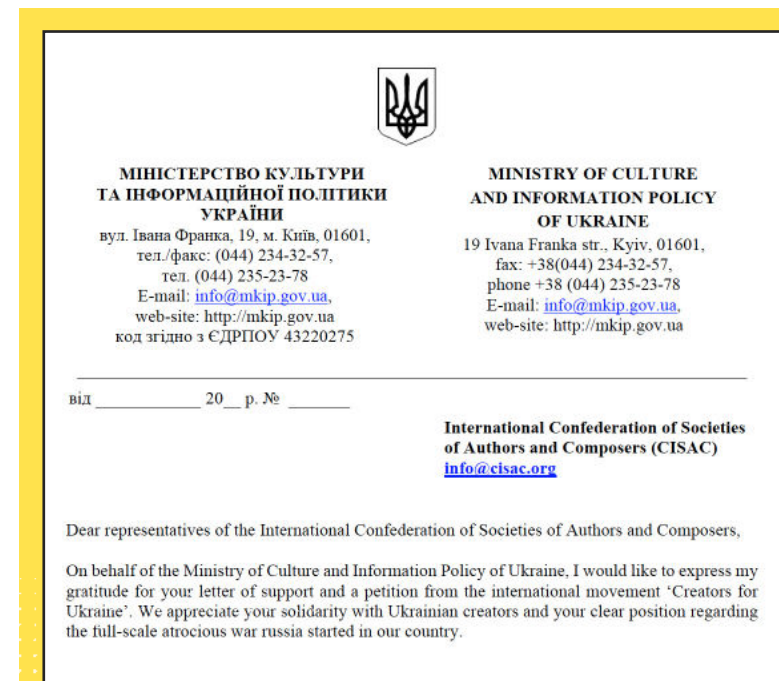 МІНІСТЕРСТВО КУЛЬТУРИ
ТА ІНФОРМАЦІЙНОЇ ПОЛІТИКИ
УКРАЇНИ
вул. Івана Франка, 19, м. Київ, 01601,
тел./факс: (044) 234-32-57,
тел. (044) 235-23-78
E-mail: info@mkip.gov.ua,
web-site: http://mkip.gov.ua
код згідно з ЄДРПОУ 43220275
MINISTRY OF CULTURE
AND INFORMATION POLICY
OF UKRAINE
19 Ivana Franka str., Kyiv, 01601,
fax: +38(044) 234-32-57,
phone +38 (044) 235-23-78
E-mail: info@mkip.gov.ua,
web-site: http://mkip.gov.ua
від ____________ 20__ р. № _______
International Confederation of Societies
of Authors and Composers (CISAC)
info@cisac.org
Dear representatives of the International Confederation of Societies of Authors and Composers,
On behalf of the Ministry of Culture and Information Policy of Ukraine, I would like to express my
gratitude for your letter of support and a petition from the international movement ‘Creators for
Ukraine’. We appreciate your solidarity with Ukrainian creators and your clear position regarding
the full-scale atrocious war russia started in our country.